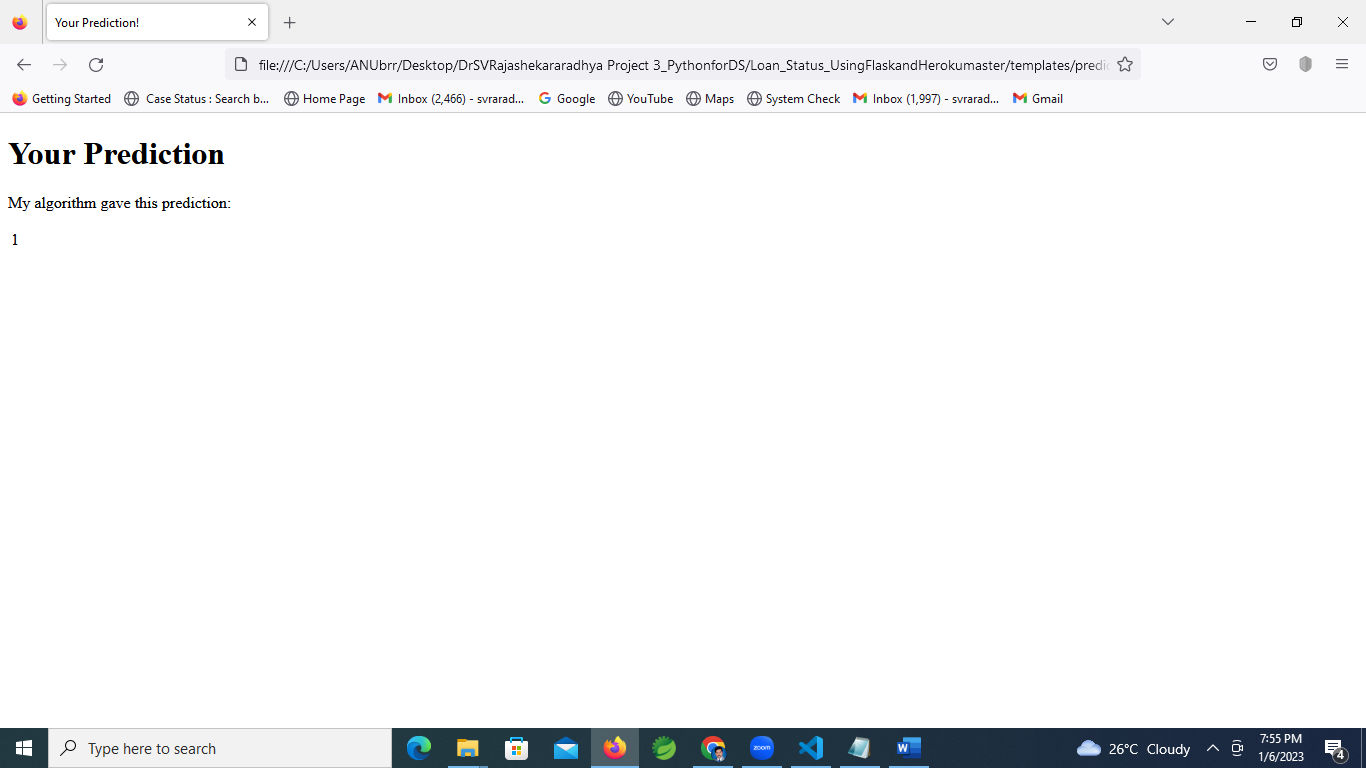 Your Prediction!
file:///C:/Users/ANUbrr/Desktop/DrSVRajashekararadhya Project 3_PythonforDS/Loan_Status_UsingFlaskandHerokumaster/templates/predic
Getting Started Case Status : Search b... Home Page Inbox (2,466) - svrarad... Google YouTube Maps System Check Inbox (1,997) - svrarad... Gmail
Your Prediction
My algorithm gave this prediction:
1
Type here to search zoom W 26°C Cloudy 7:55 PM
1/6/2023 4